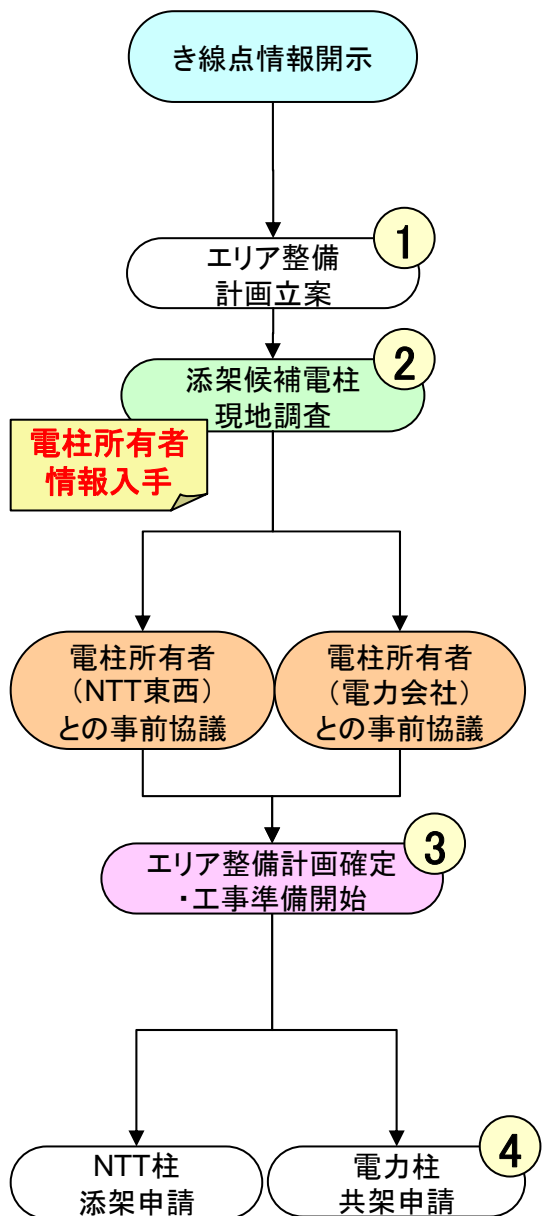 き線点情報開示
1
エリア整備
計画立案
2
添架候補電柱
現地調査
電柱所有者
情報入手
電柱所有者
（NTT東西）
との事前協議
電柱所有者
（電力会社）
との事前協議
3
エリア整備計画確定
・工事準備開始
NTT柱
添架申請
4
電力柱
共架申請